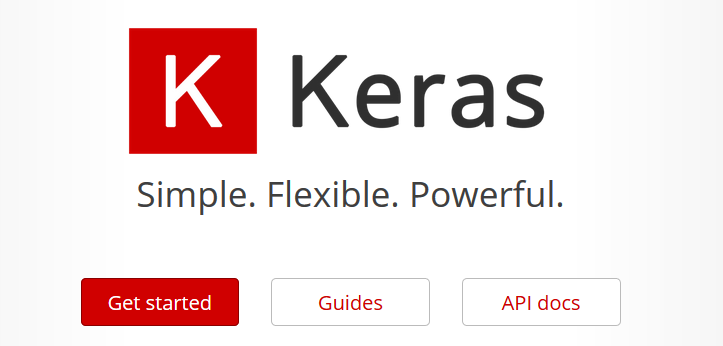 K Keras
Simple. Flexible. Powerful.
Get started Guides API docs